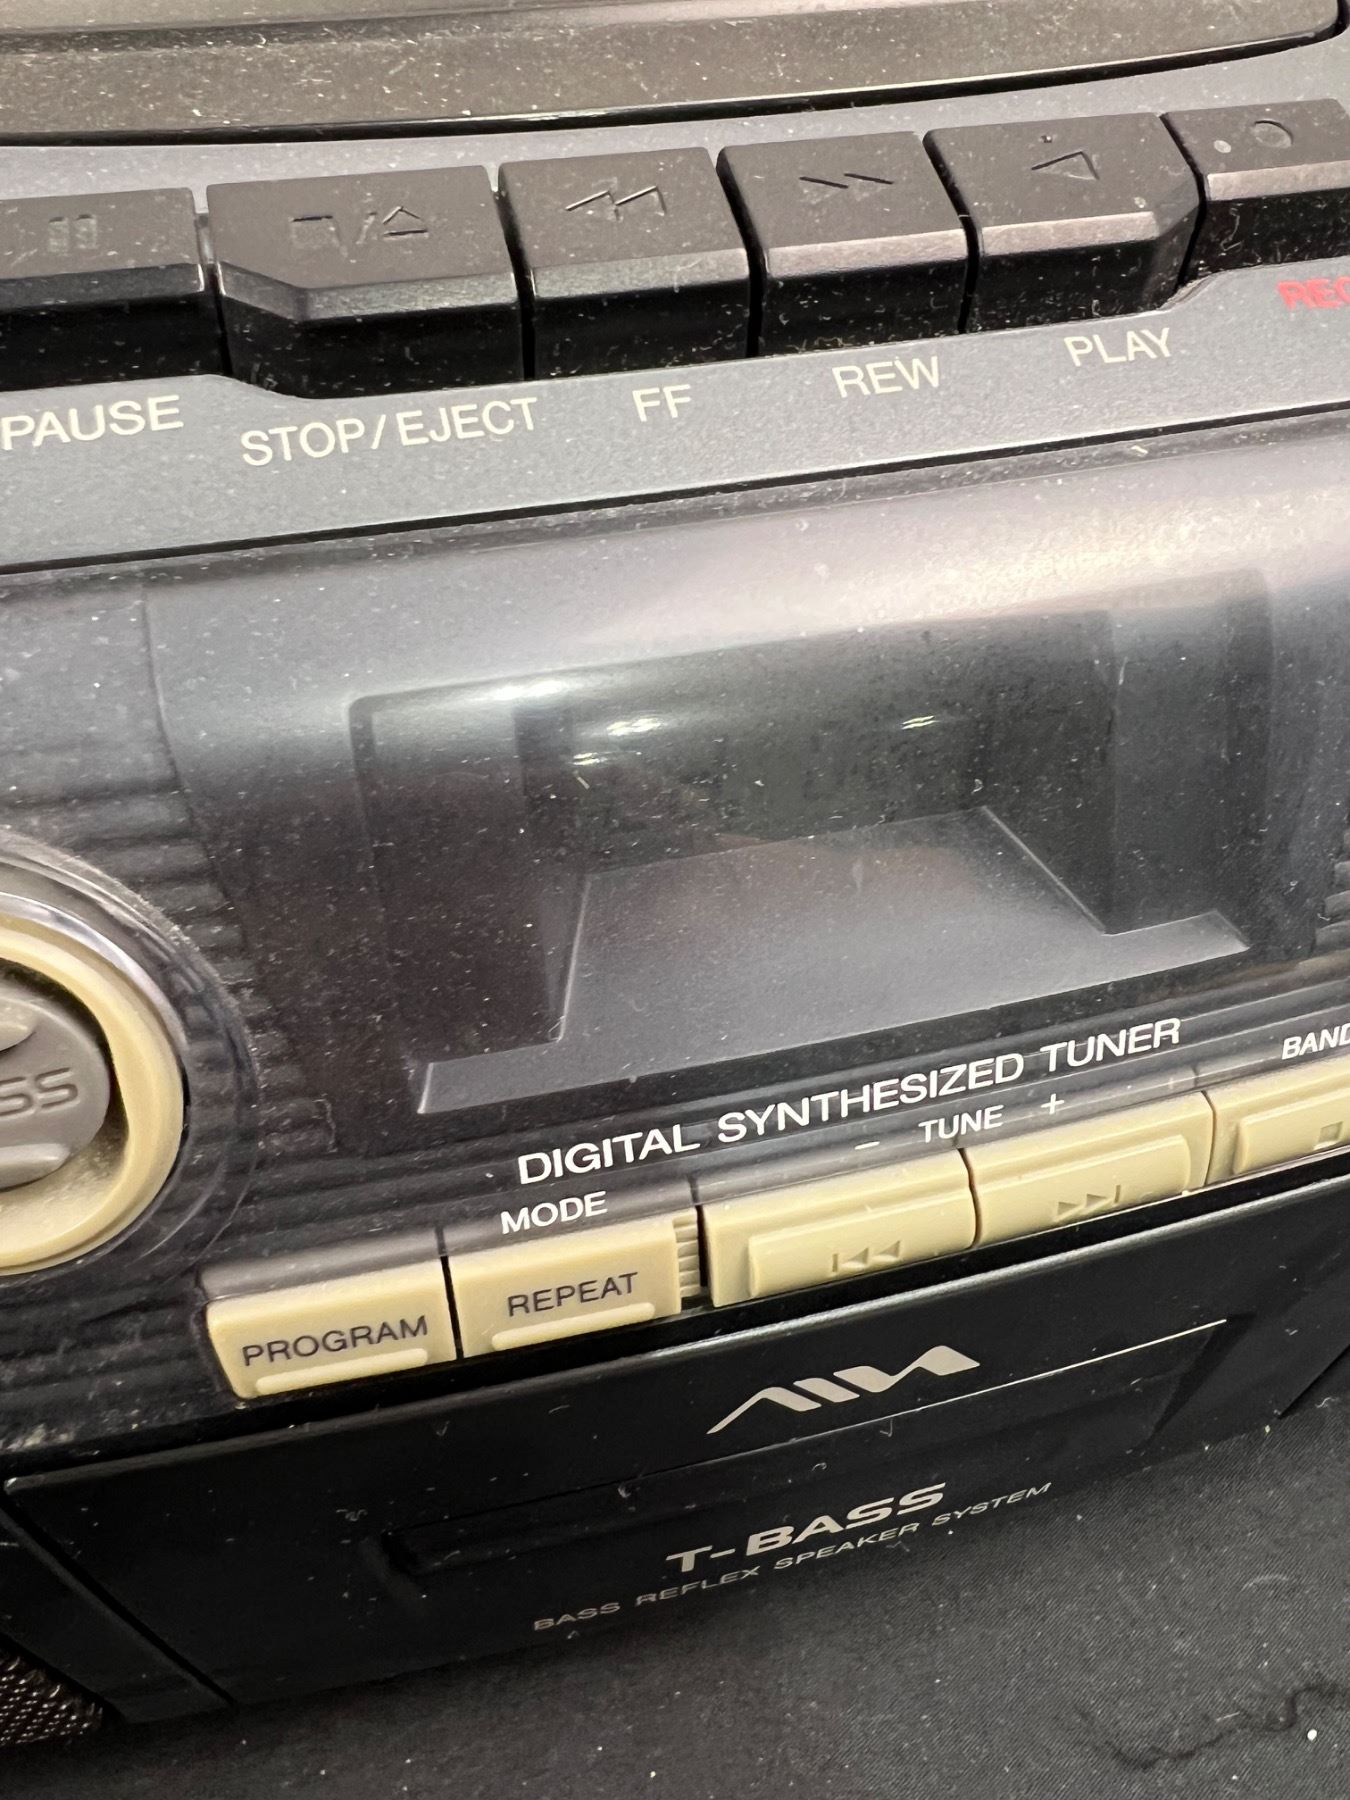 PAUSE
STOP/EJECT
FF
REW
PLAY
REC
DIGITAL SYNTHESIZED TUNER
BAND
MODE
– TUNE +
PROGRAM
REPEAT
T-BASS
BASS REFLEX SPEAKER SYSTEM